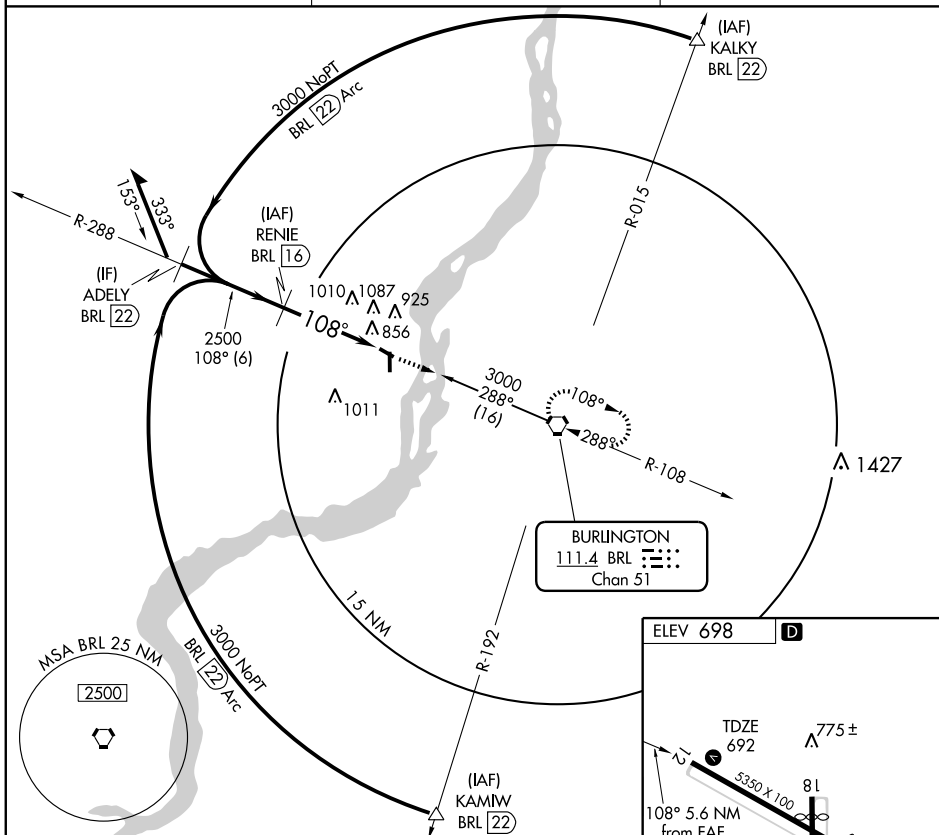 (IAF)
KALKY
BRL 22
3000 NoPT
BRL 22 Arc
R-015
153°
333°
R-288
(IAF)
RENIE
BRL 16
(IF)
ADELY
BRL 22
1010
1087
925
856
108°
2500
108° (6)
1011
3000
288°
(16)
108°
288°
R-108
1427
BURLINGTON
111.4 BRL
Chan 51
15 NM
R-192
3000 NoPT
BRL 22 Arc
MSA BRL 25 NM
2500
(IAF)
KAMIW
BRL 22
ELEV 698 D
TDZE
692
775 ±
12
5350 X 100
18
108° 5.6 NM
from FAF